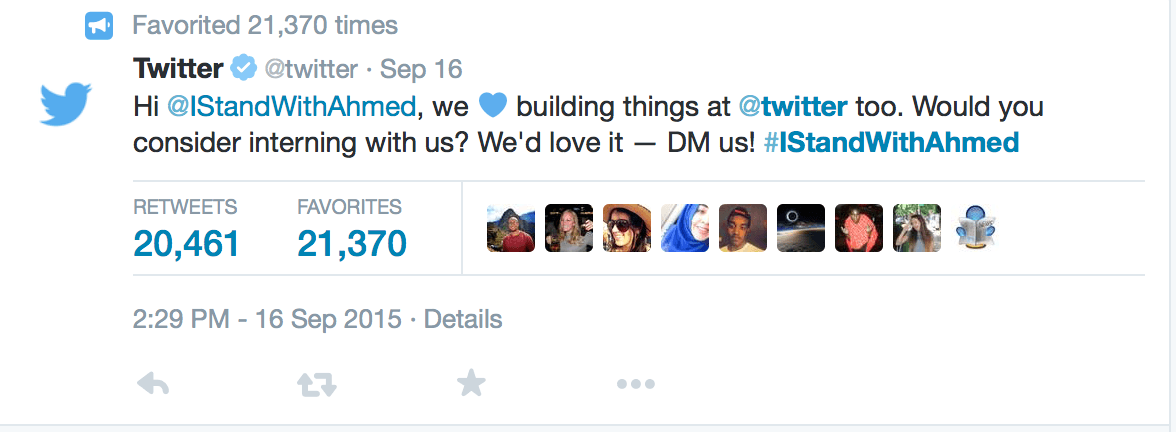 Favorited 21,370 times
Twitter @twitter · Sep 16
Hi @IStandWithAhmed, we 💙 building things at @twitter too. Would you
consider interning with us? We'd love it — DM us! #IStandWithAhmed
RETWEETS FAVORITES
20,461 21,370
2:29 PM - 16 Sep 2015 · Details